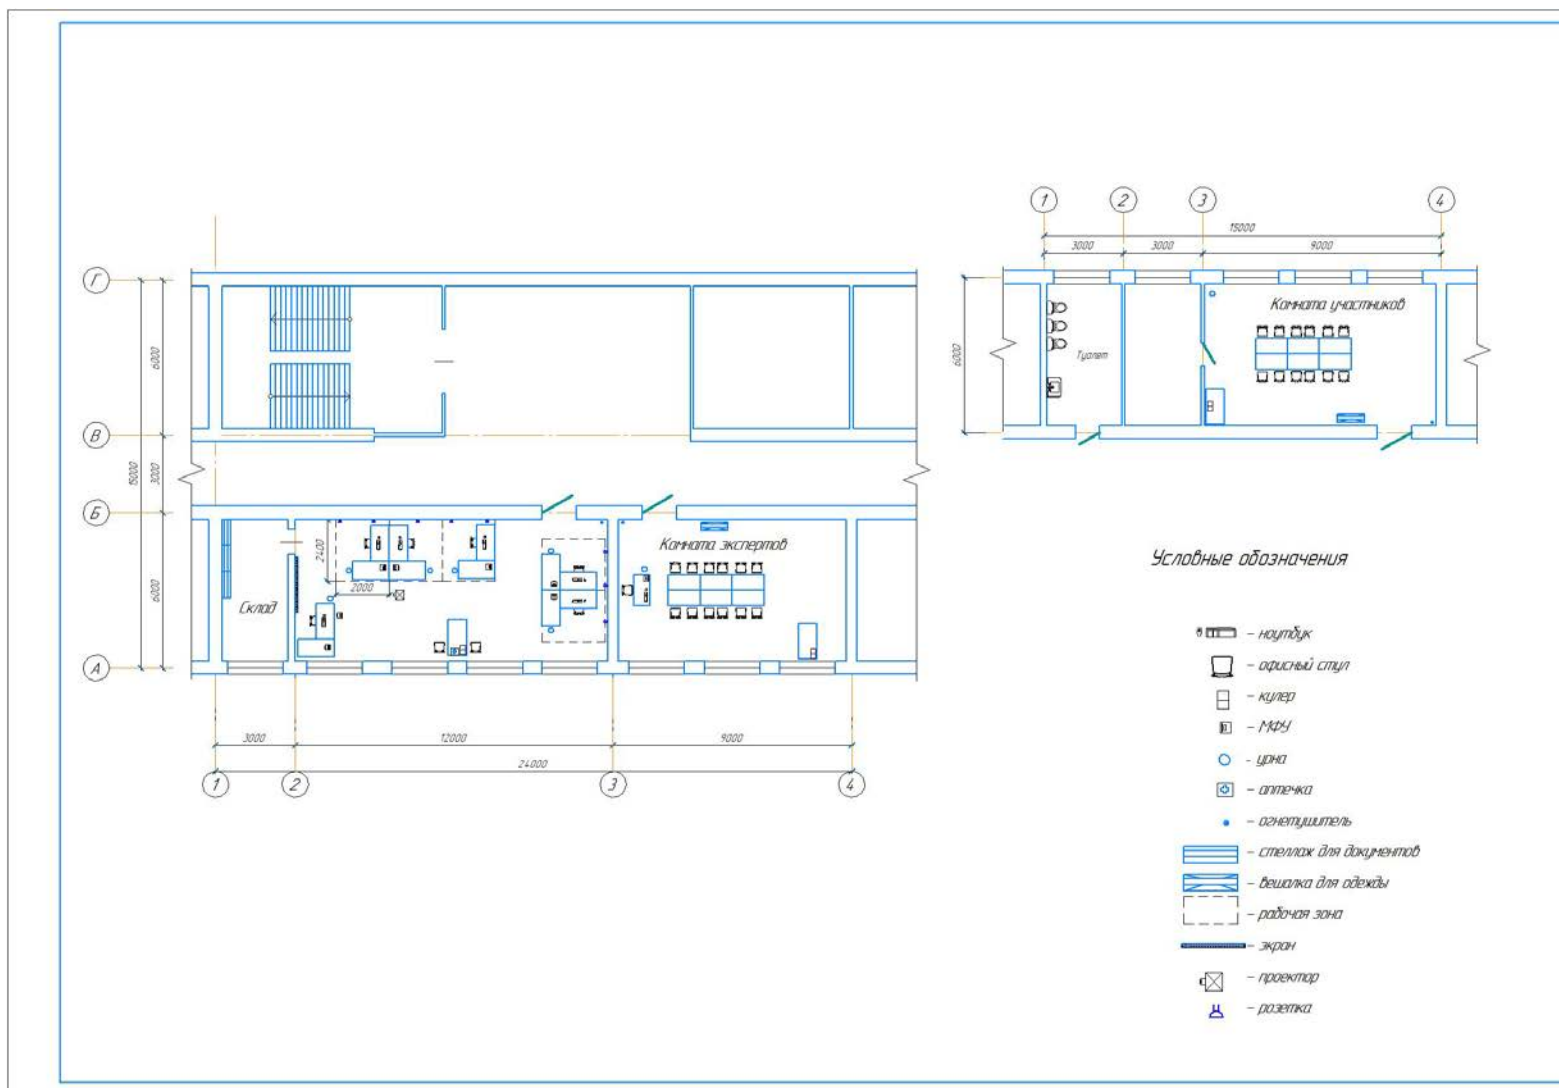 1
2
3
4
15000
3000
3000
9000
6000
Комната участников
Туалет
Г
В
Б
А
15000
6000
3000
6000
2400
2000
Склад
Комната экспертов
3000
12000
9000
24000
1
2
3
4
Условные обозначения
- ноутбук
- офисный стул
- кулер
- МФУ
- урна
- аптечка
- огнетушитель
- стеллаж для документов
- вешалка для одежды
- рабочая зона
- экран
- проектор
- розетка